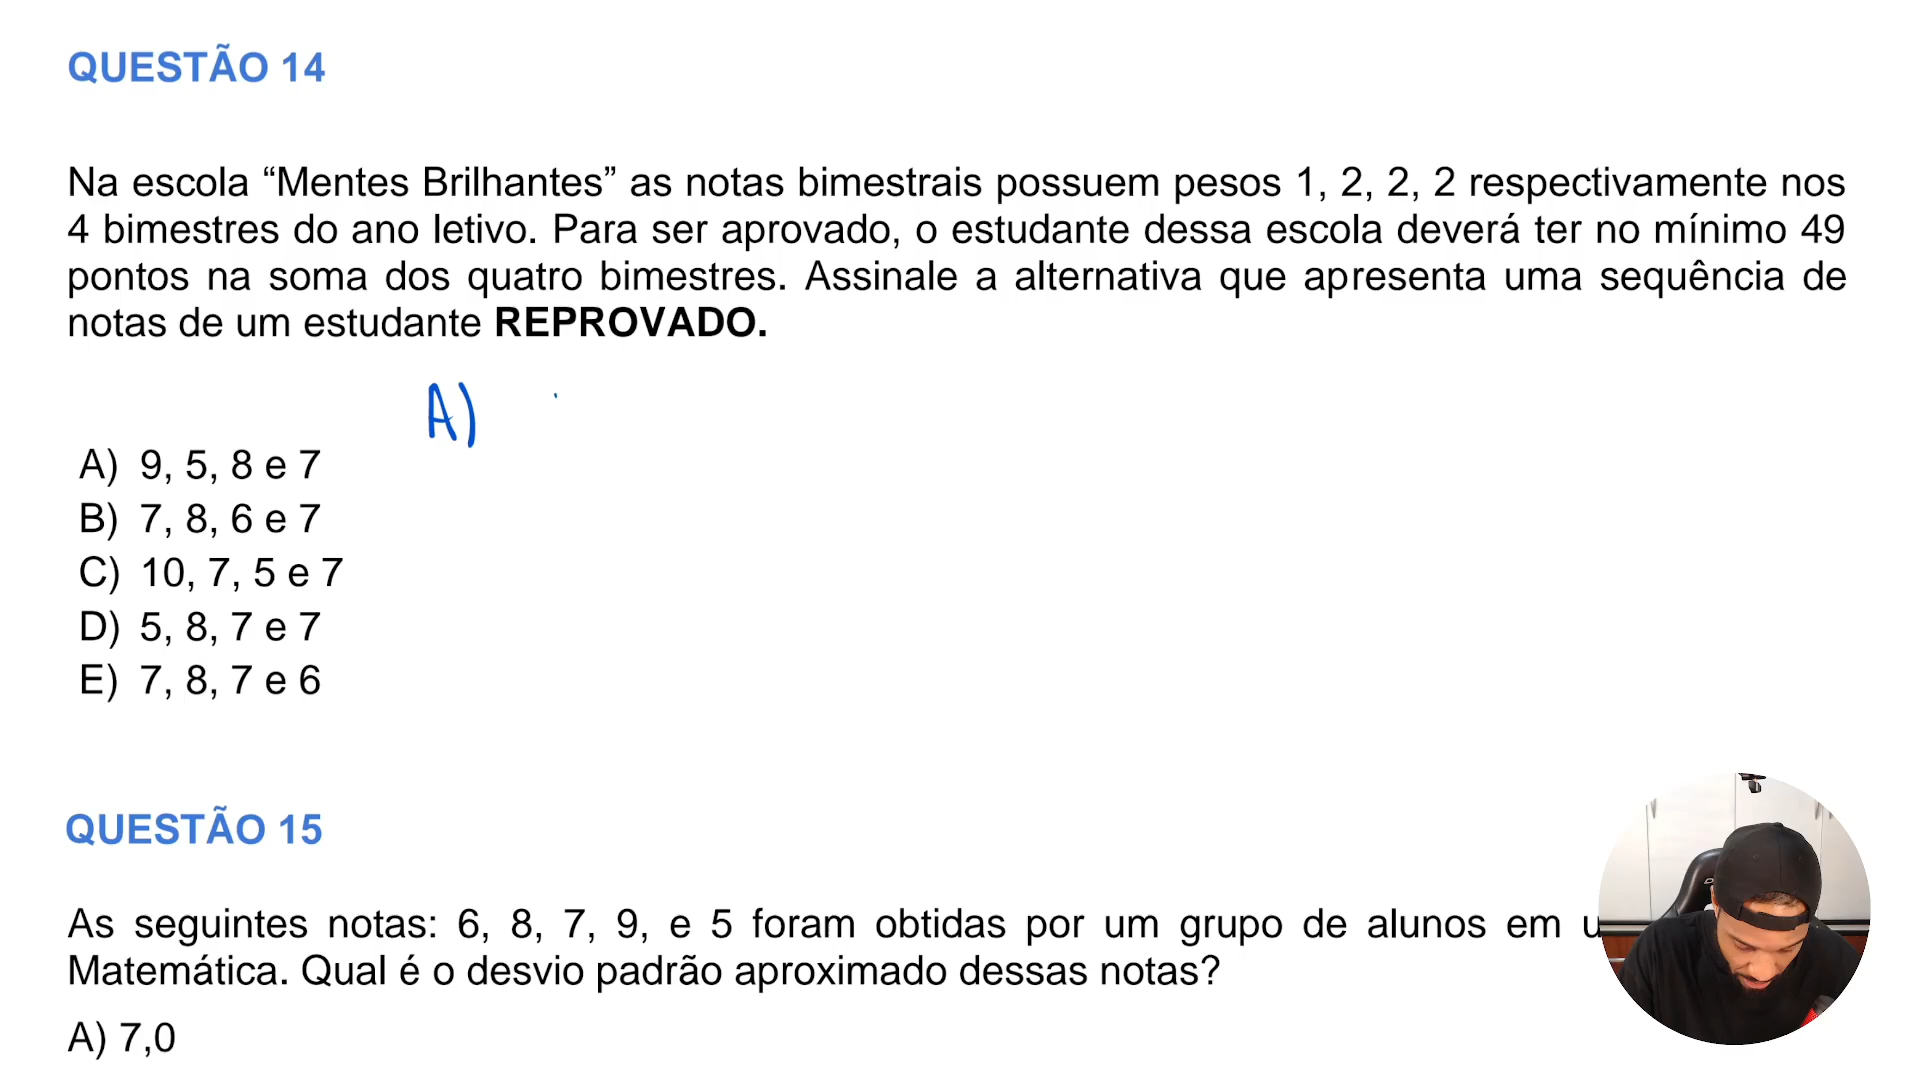 QUESTÃO 14
Na escola “Mentes Brilhantes” as notas bimestrais possuem pesos 1, 2, 2, 2 respectivamente nos
4 bimestres do ano letivo. Para ser aprovado, o estudante dessa escola deverá ter no mínimo 49
pontos na soma dos quatro bimestres. Assinale a alternativa que apresenta uma sequência de
notas de um estudante REPROVADO.
A)
A) 9, 5, 8 e 7
B) 7, 8, 6 e 7
C) 10, 7, 5 e 7
D) 5, 8, 7 e 7
E) 7, 8, 7 e 6
QUESTÃO 15
As seguintes notas: 6, 8, 7, 9, e 5 foram obtidas por um grupo de alunos em
Matemática. Qual é o desvio padrão aproximado dessas notas?
A) 7,0